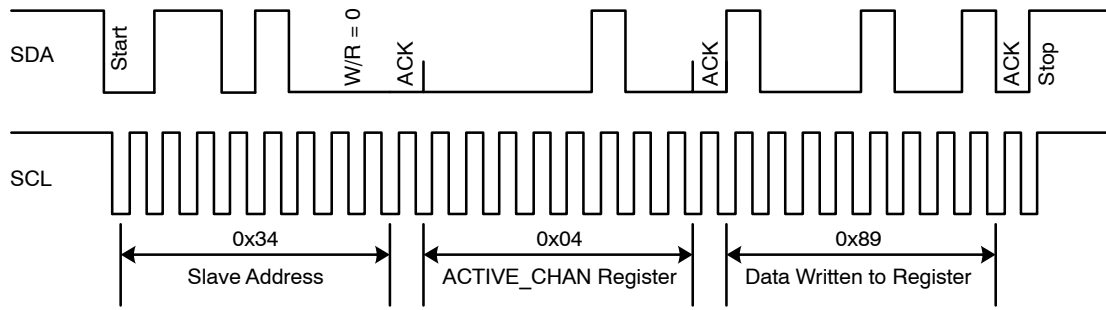 SDA
Start
W/R = 0
ACK
ACK
ACK
Stop
SCL
0x34
0x04
0x89
Slave Address
ACTIVE_CHAN Register
Data Written to Register